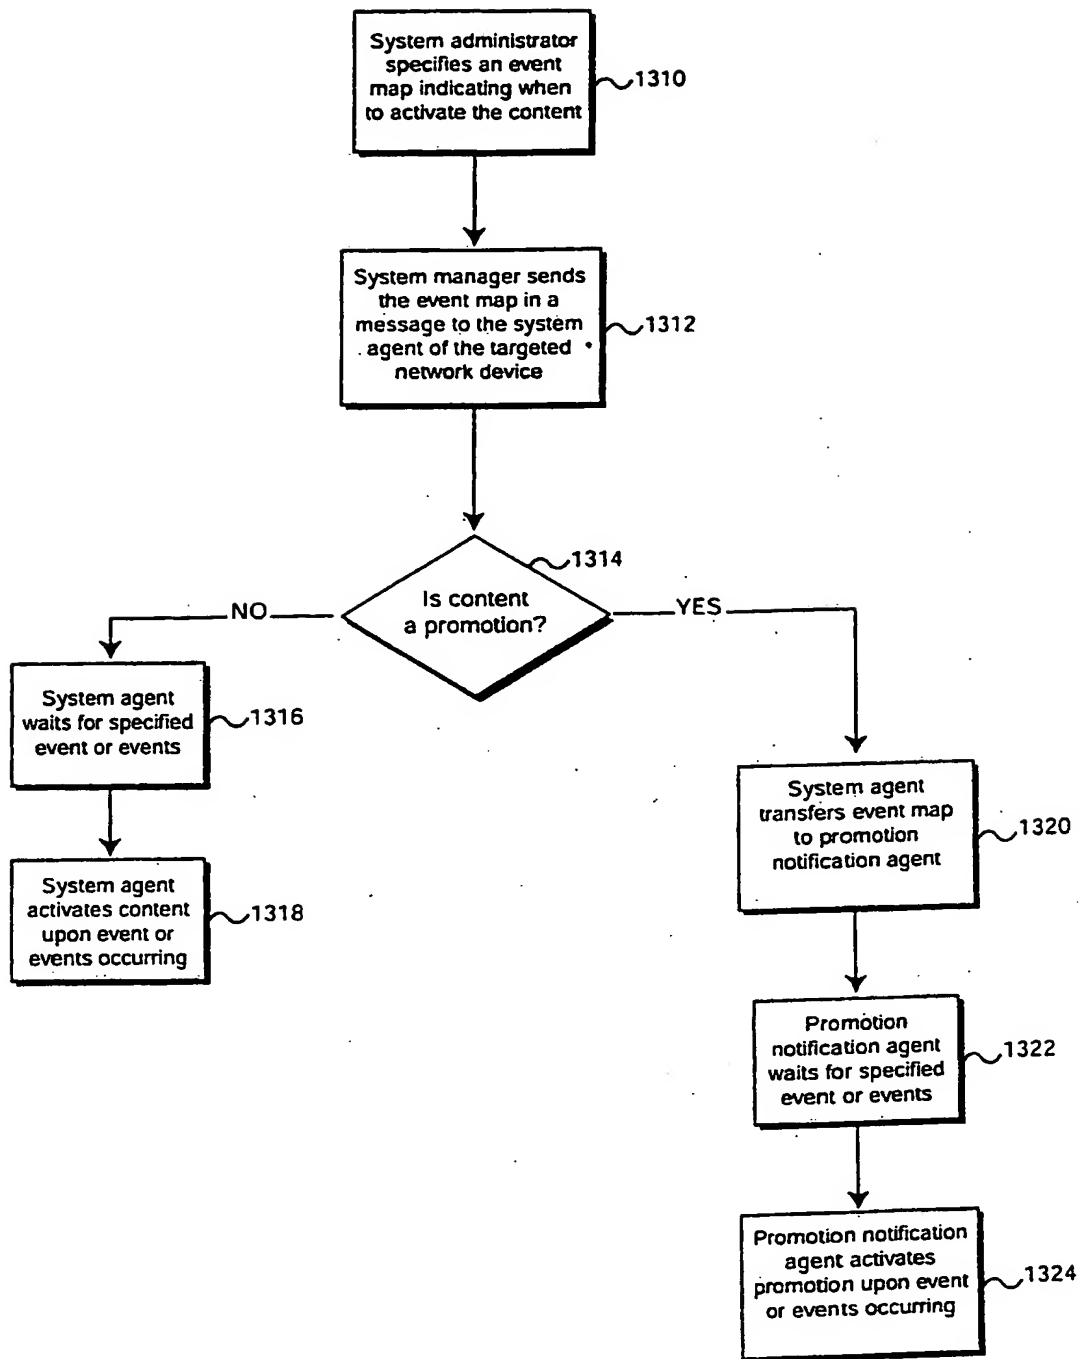 System administrator
specifies an event
map indicating when
to activate the content
1310
System manager sends
the event map in a
message to the system
agent of the targeted
network device
1312
1314
Is content
a promotion?
NO
YES
System agent
waits for specified
event or events
1316
System agent
activates content
upon event or
events occurring
1318
System agent
transfers event map
to promotion
notification agent
1320
Promotion
notification agent
waits for specified
event or events
1322
Promotion notification
agent activates
promotion upon event
or events occurring
1324